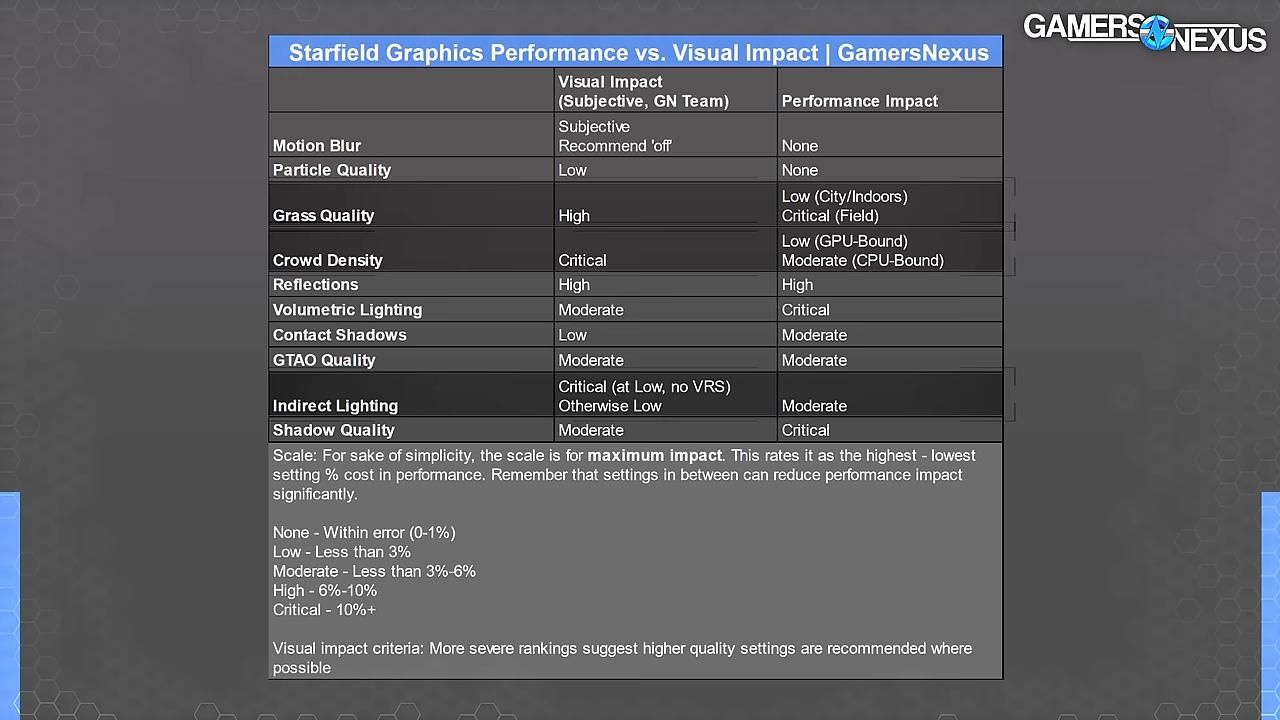 GAMERS NEXUS
Starfield Graphics Performance vs. Visual Impact | GamersNexus
Visual Impact
(Subjective, GN Team)
Performance Impact
Motion Blur
Subjective
Recommend 'off'
None
Particle Quality
Low
None
Grass Quality
High
Low (City/Indoors)
Critical (Field)
Crowd Density
Critical
Low (GPU-Bound)
Moderate (CPU-Bound)
Reflections
High
High
Volumetric Lighting
Moderate
Critical
Contact Shadows
Low
Moderate
GTAO Quality
Moderate
Moderate
Indirect Lighting
Critical (at Low, no VRS)
Otherwise Low
Moderate
Shadow Quality
Moderate
Critical
Scale: For sake of simplicity, the scale is for maximum impact. This rates it as the highest - lowest
setting % cost in performance. Remember that settings in between can reduce performance impact
significantly.
None - Within error (0-1%)
Low - Less than 3%
Moderate - Less than 3%-6%
High - 6%-10%
Critical - 10%+
Visual impact criteria: More severe rankings suggest higher quality settings are recommended where
possible